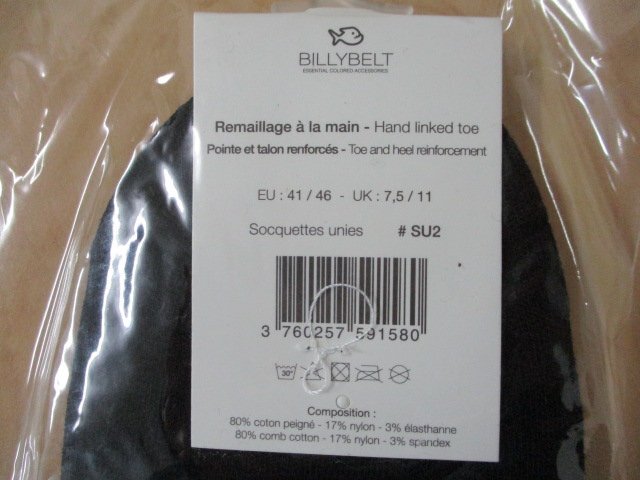 BILLYBELT
ESSENTIAL COLORED ACCESSORIES
Remaillage à la main - Hand linked toe
Pointe et talon renforcés - Toe and heel reinforcement
EU : 41 / 46 - UK : 7,5 / 11
Socquettes unies # SU2
3 760257 591580
30°
Composition :
80% coton peigné - 17% nylon - 3% élasthanne
80% comb cotton - 17% nylon - 3% spandex